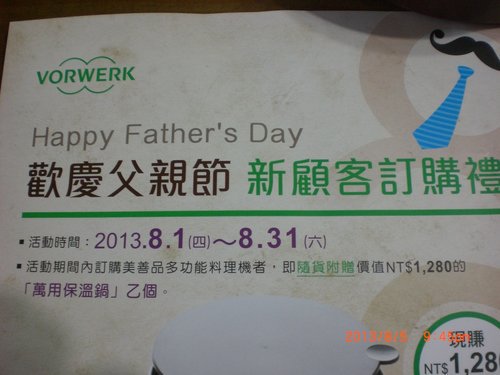 VORWERK
Happy Father's Day
歡慶父親節 新顧客訂購禮
▪活動時間：2013.8.1(四)～8.31(六)
▪活動期間內訂購美善品多功能料理機者，即隨貨附贈價值NT$1,280的
「萬用保溫鍋」乙個。
現賺
NT$1,28